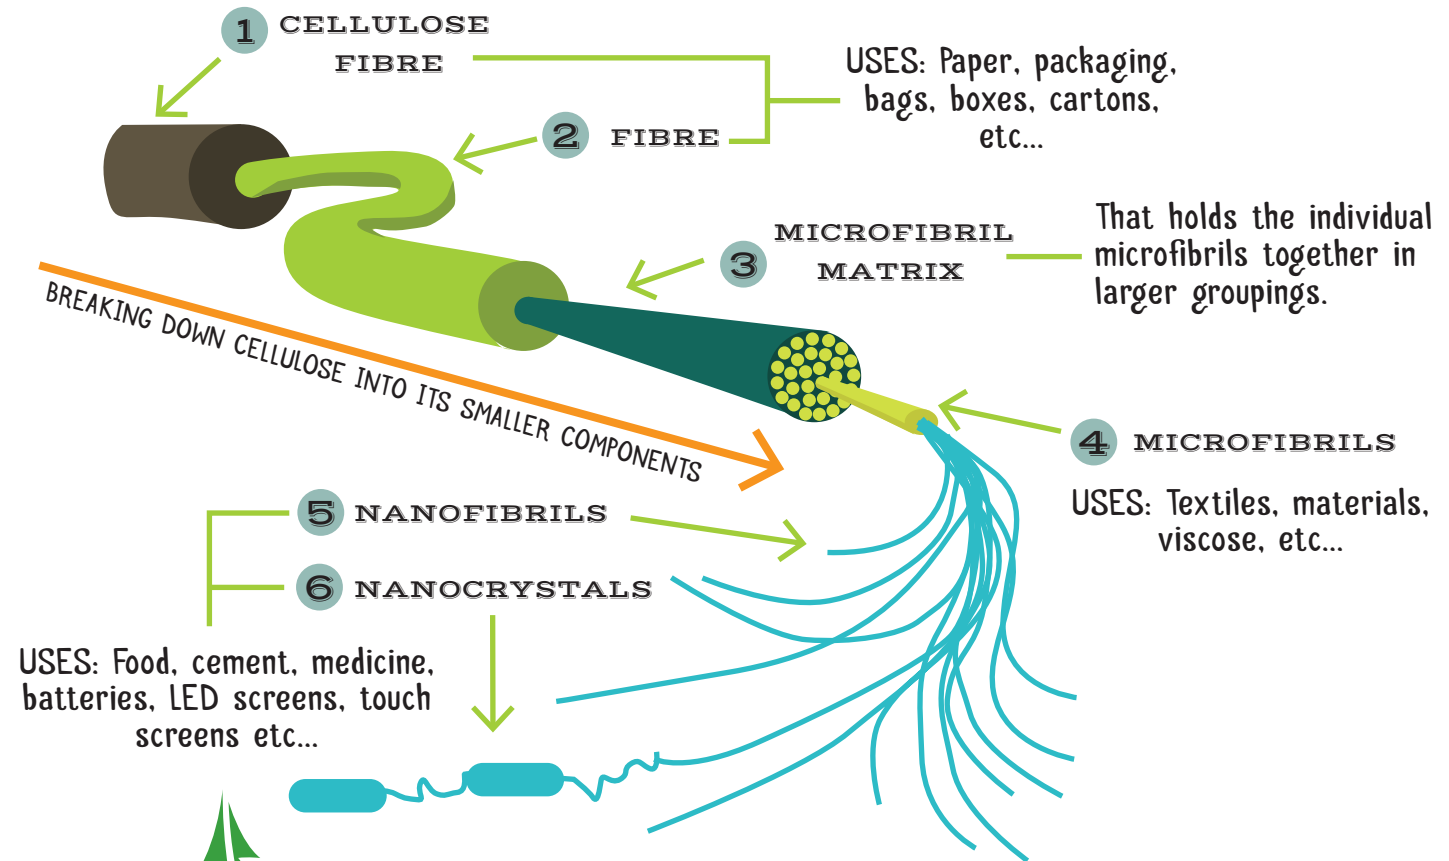 1 CELLULOSE
FIBRE
USES: Paper, packaging,
bags, boxes, cartons,
etc...
2 FIBRE
3 MICROFIBRIL
MATRIX
That holds the individual
microfibrils together in
larger groupings.
BREAKING DOWN CELLULOSE INTO ITS SMALLER COMPONENTS
4 MICROFIBRILS
USES: Textiles, materials,
viscose, etc...
5 NANOFIBRILS
6 NANOCRYSTALS
USES: Food, cement, medicine,
batteries, LED screens, touch
screens etc...